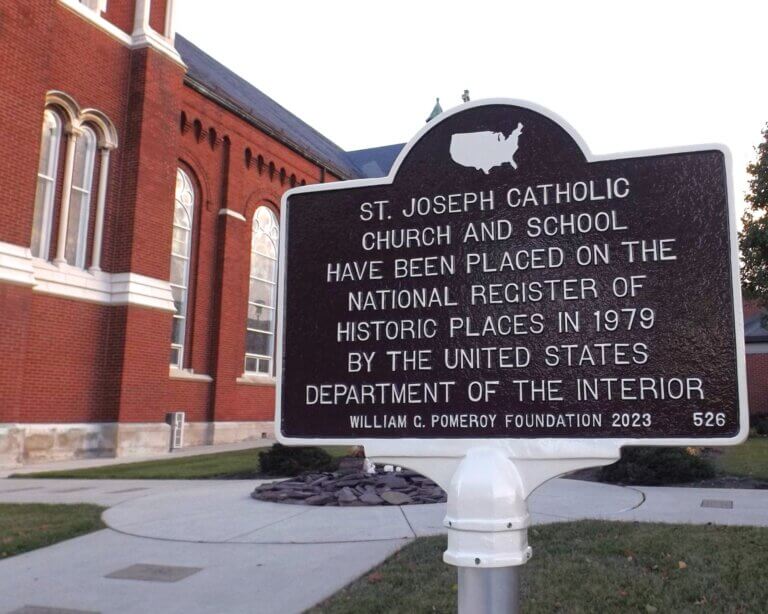 ST. JOSEPH CATHOLIC
CHURCH AND SCHOOL
HAVE BEEN PLACED ON THE
NATIONAL REGISTER OF
HISTORIC PLACES IN 1979
BY THE UNITED STATES
DEPARTMENT OF THE INTERIOR
WILLIAM G. POMEROY FOUNDATION 2023 526